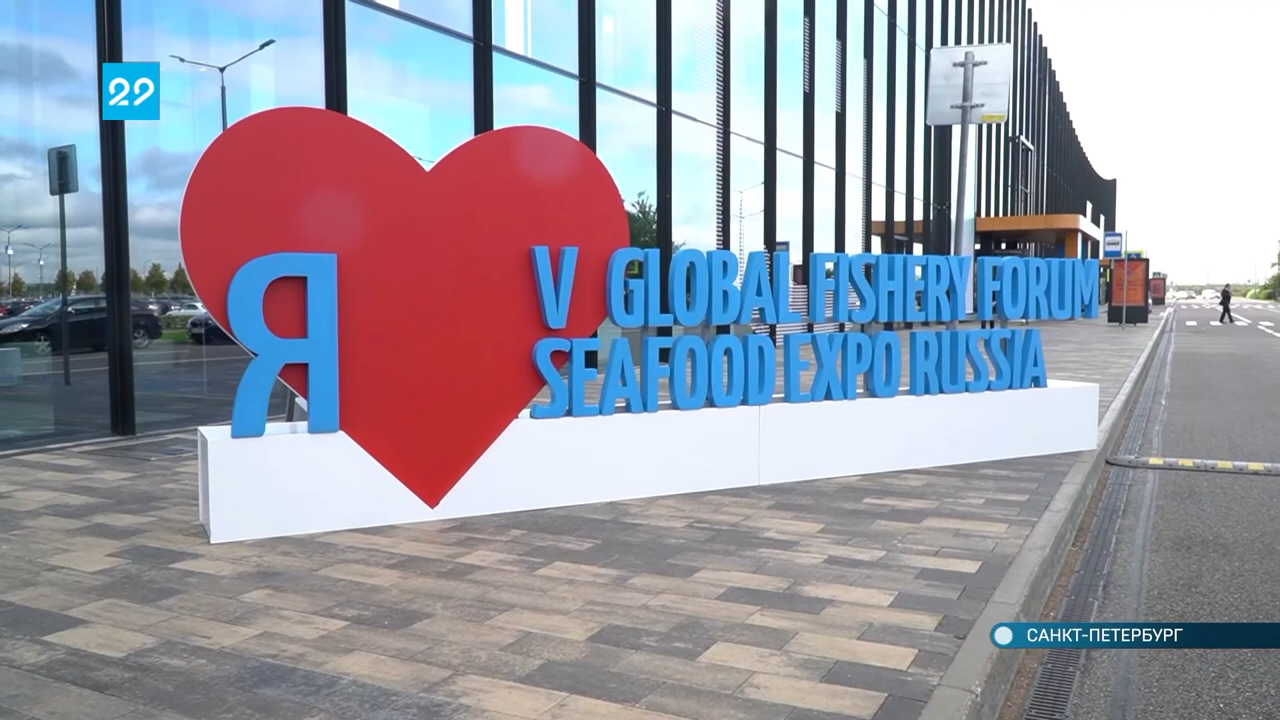 29
Я
V GLOBAL FISHERY FORUM
SEAFOOD EXPO RUSSIA
САНКТ-ПЕТЕРБУРГ